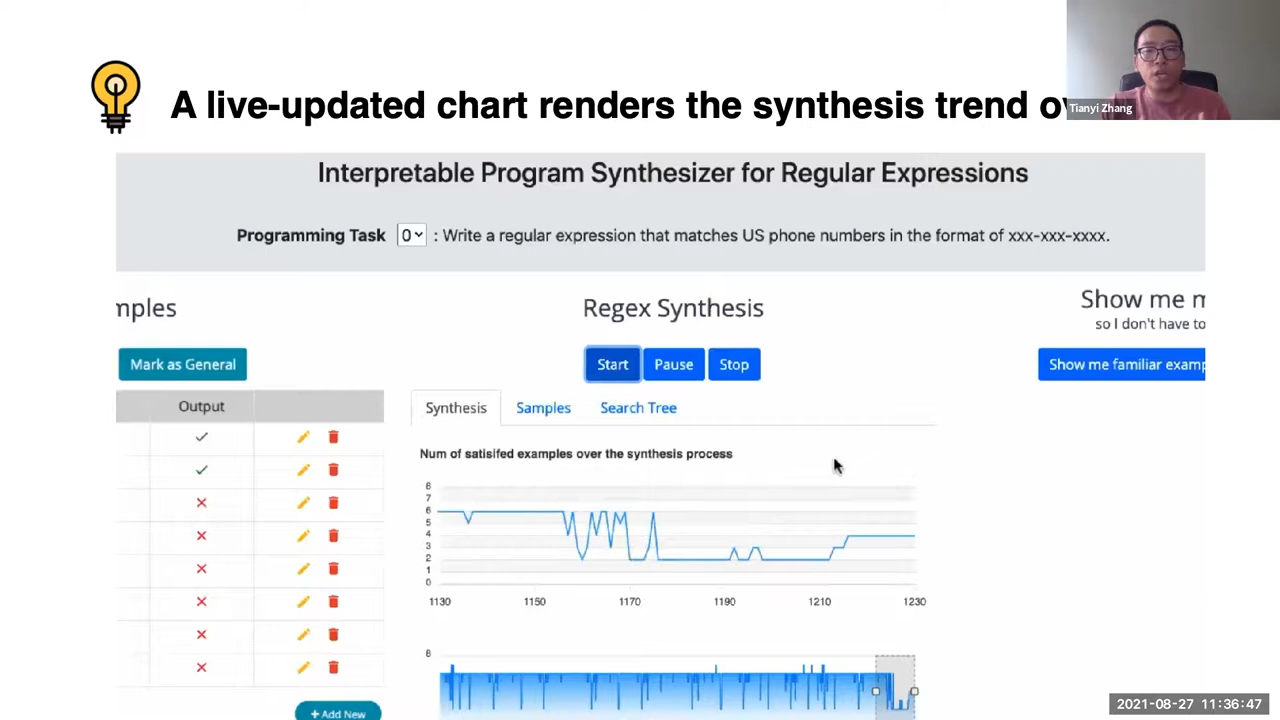 A live-updated chart renders the synthesis trend
Tianyi Zhang
Interpretable Program Synthesizer for Regular Expressions
Programming Task 0 : Write a regular expression that matches US phone numbers in the format of xxx-xxx-xxxx.
mples
Regex Synthesis
Show me m
so I don't have to
Mark as General
Start Pause Stop
Show me familiar examp
Output
Synthesis Samples Search Tree
Num of satisifed examples over the synthesis process
8
7
6
5
4
3
2
1
0
1130 1150 1170 1190 1210 1230
8
+ Add New
2021-08-27 11:36:47